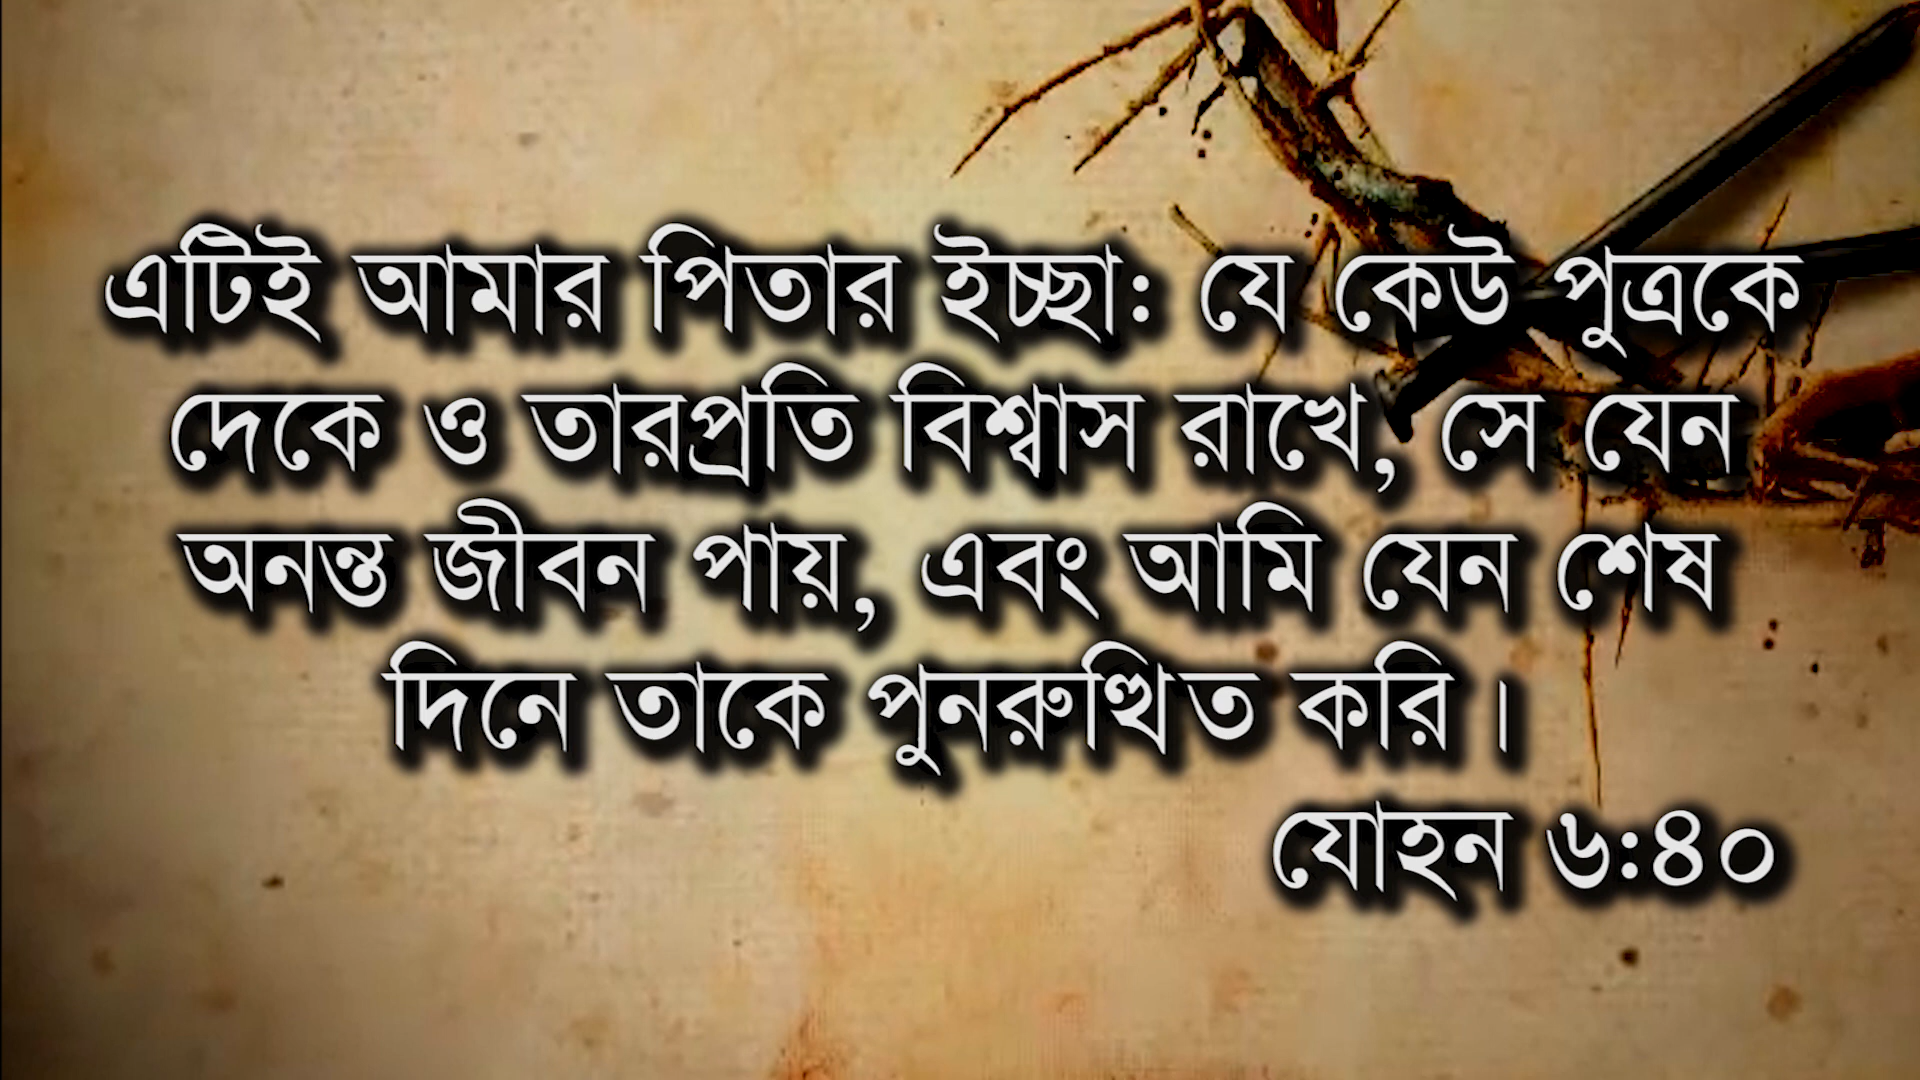 এটিই আমার পিতার ইচ্ছা: যে কেউ পুত্রকে
দেকে ও তারপ্রতি বিশ্বাস রাখে, সে যেন
অনন্ত জীবন পায়, এবং আমি যেন শেষ
দিনে তাকে পুনরুত্থিত করি।
যোহন ৬:৪০